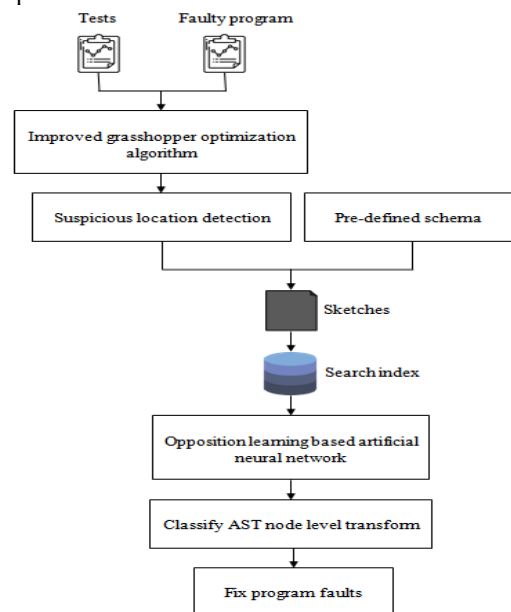 Tests
Faulty program
Improved grasshopper optimization
algorithm
Suspicious location detection
Pre-defined schema
Sketches
Search index
Opposition learning based artificial
neural network
Classify AST node level transform
Fix program faults